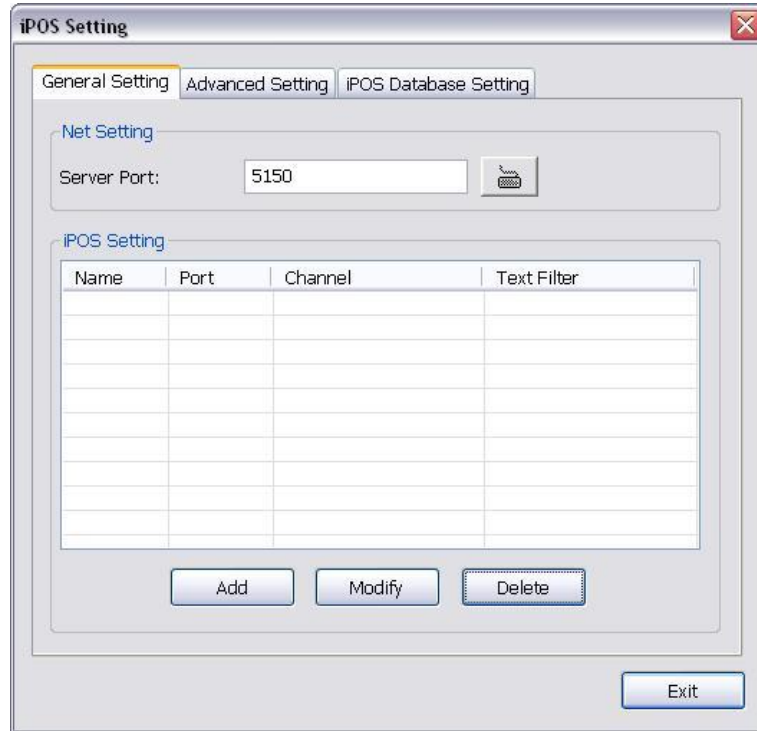 iPOS Setting
General Setting Advanced Setting iPOS Database Setting
Net Setting
Server Port: 5150
iPOS Setting
Name Port Channel Text Filter
Add Modify Delete
Exit